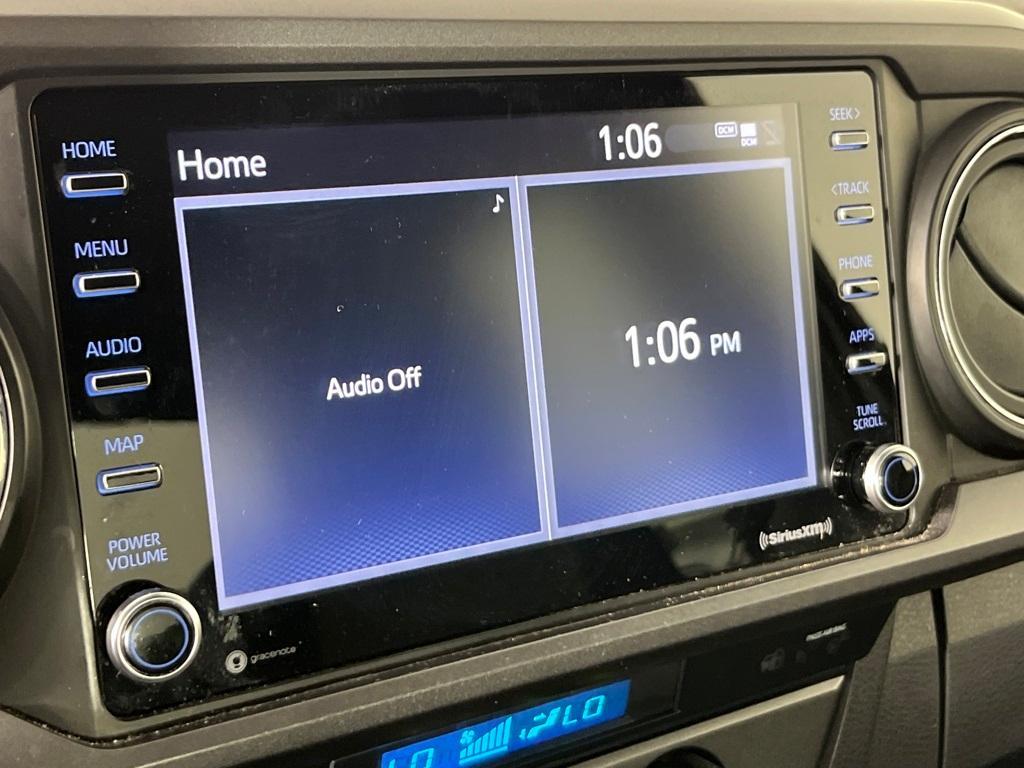 HOME
MENU
AUDIO
MAP
POWER
VOLUME
Home
1:06
DCM
DCM
Audio Off
1:06 PM
SEEK >
< TRACK
PHONE
APPS
TUNE
SCROLL
SiriusXM
gracenote
LO
LO